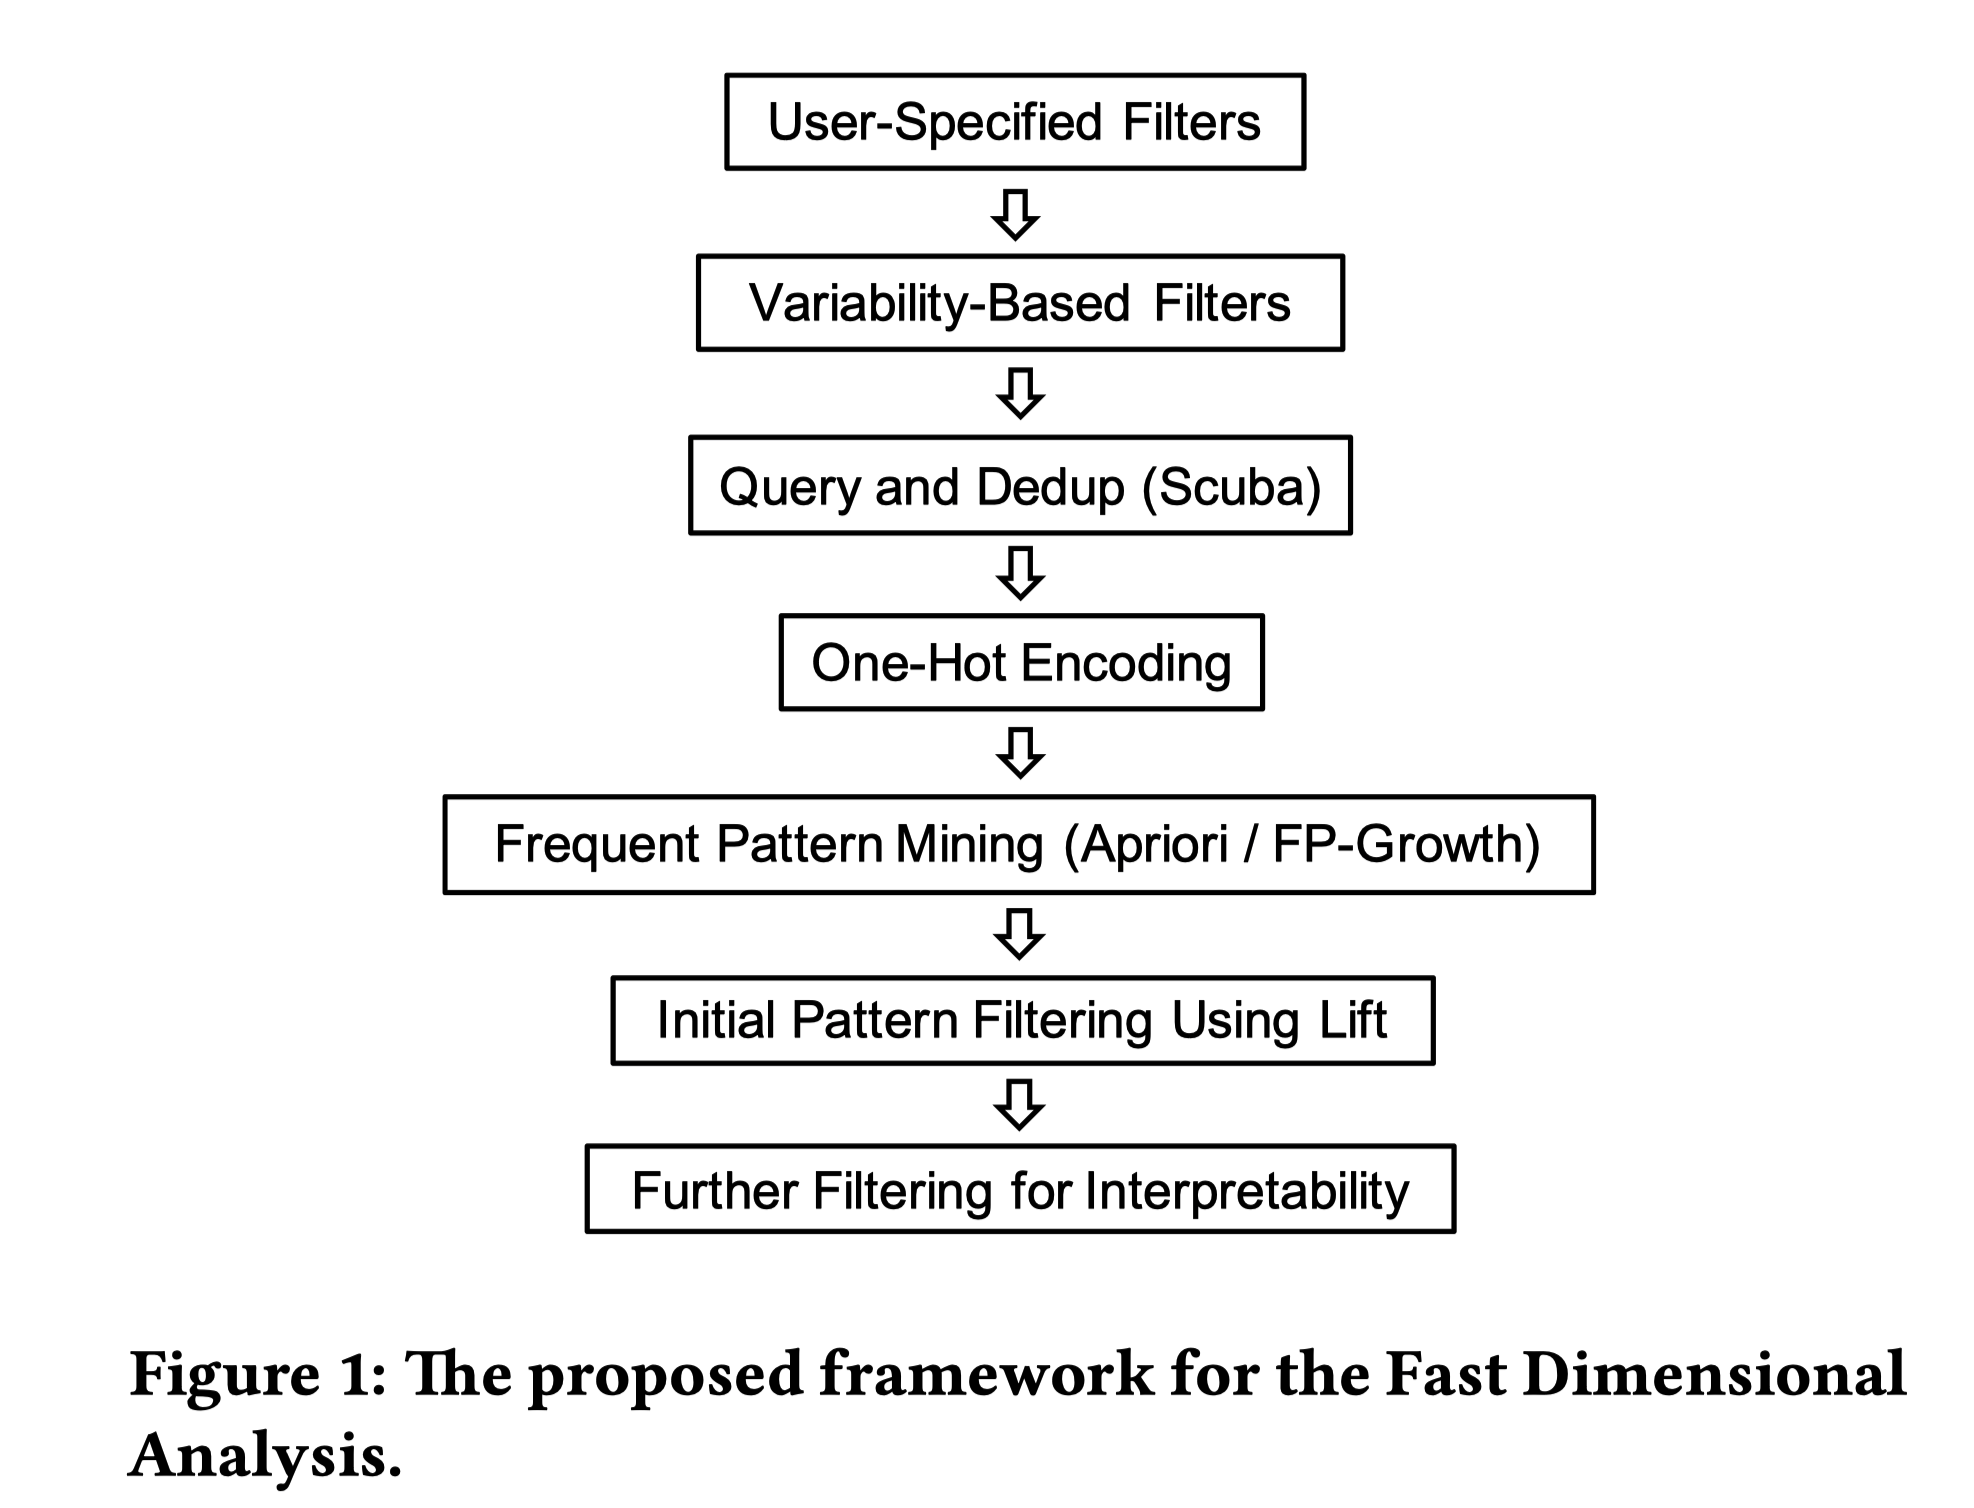 User-Specified Filters
Variability-Based Filters
Query and Dedup (Scuba)
One-Hot Encoding
Frequent Pattern Mining (Apriori / FP-Growth)
Initial Pattern Filtering Using Lift
Further Filtering for Interpretability
Figure 1: The proposed framework for the Fast Dimensional
Analysis.